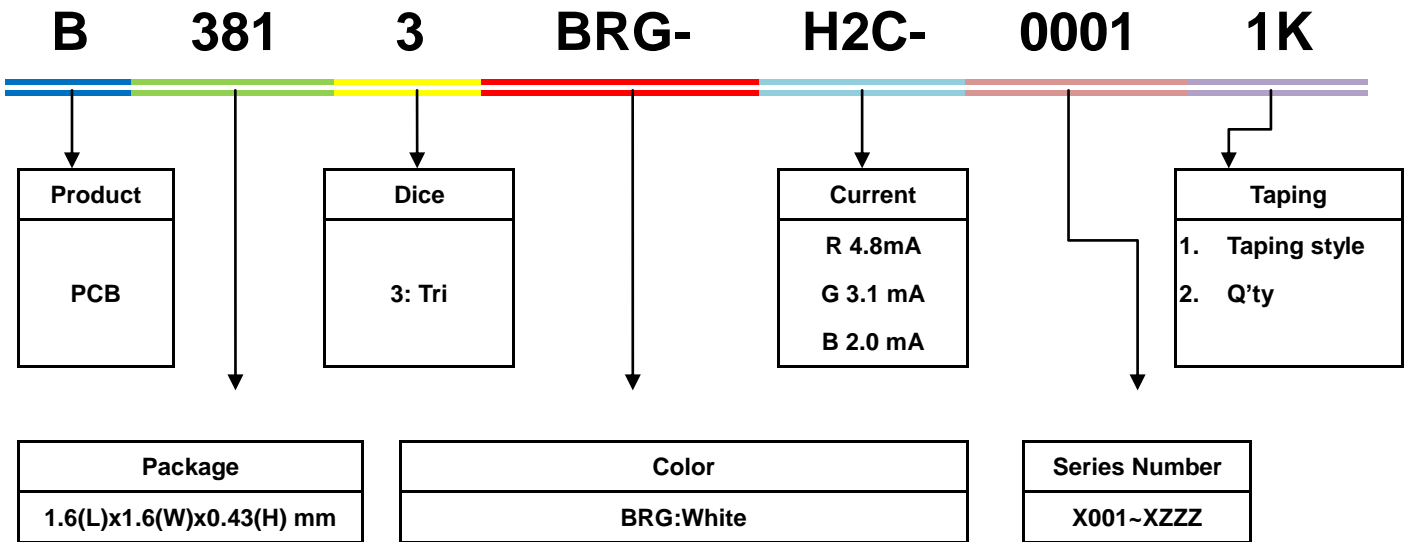 B 381 3 BRG- H2C- 0001 1K
Product
PCB
Dice
3: Tri
Current
R 4.8mA
G 3.1 mA
B 2.0 mA
Taping
1. Taping style
2. Q’ty
Package
1.6(L)x1.6(W)x0.43(H) mm
Color
BRG:White
Series Number
X001~XZZZ